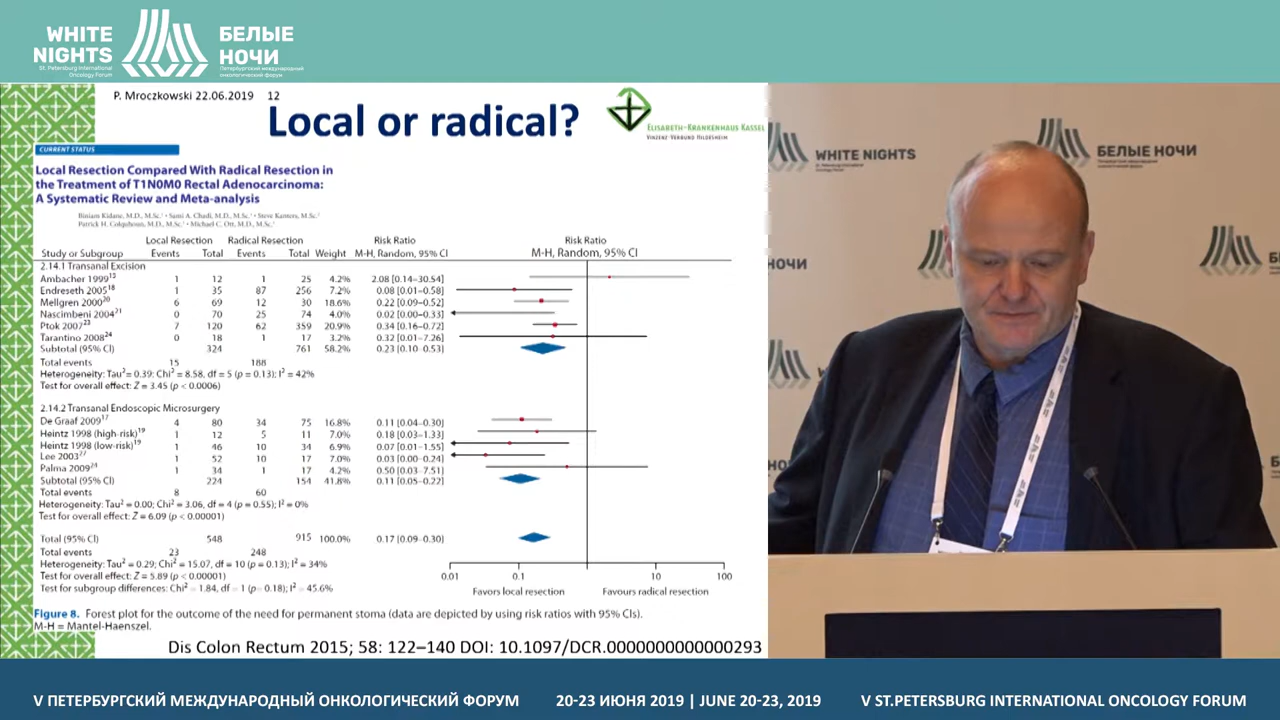 WHITE
NIGHTS
St. Petersburg International
Oncology Forum
БЕЛЫЕ
НОЧИ
Петербургский международный
онкологический форум
P. Mroczkowski 22.06.2019 12
Local or radical?
ELISABETH-KRANKENHAUS KASSEL
VINZENZ-VERBUND HILDESHEIM
CURRENT STATUS
Local Resection Compared With Radical Resection in
the Treatment of T1N0M0 Rectal Adenocarcinoma:
A Systematic Review and Meta-analysis
Biniam Kidane, M.D., M.Sc.¹ • Sami A. Chadi, M.D., M.Sc.¹ • Steve Kanters, M.Sc.²
Patrick H. Colquhoun, M.D., M.Sc.¹ • Michael C. Ott, M.D., M.Sc.¹
Local Resection Radical Resection Risk Ratio Risk Ratio
Study or Subgroup Events Total Events Total Weight M-H, Random, 95% CI M-H, Random, 95% CI
2.14.1 Transanal Excision
Ambacher 1999¹⁵ 1 12 1 25 4.2% 2.08 [0.14–30.54]
Endreseth 2005¹⁸ 1 35 87 256 7.2% 0.08 [0.01–0.58]
Mellgren 2000²⁰ 6 69 12 30 18.6% 0.22 [0.09–0.52]
Nascimbeni 2004²¹ 0 70 25 74 4.0% 0.02 [0.00–0.33]
Ptok 2007²³ 7 120 62 359 20.9% 0.34 [0.16–0.72]
Tarantino 2008²⁴ 0 18 1 17 3.2% 0.32 [0.01–7.26]
Subtotal (95% CI) 324 761 58.2% 0.23 [0.10–0.53]
Total events 15 188
Heterogeneity: Tau² = 0.39; Chi² = 8.58, df = 5 (p = 0.13); I² = 42%
Test for overall effect: Z = 3.45 (p < 0.0006)
2.14.2 Transanal Endoscopic Microsurgery
De Graaf 2009¹⁷ 4 80 34 75 16.8% 0.11 [0.04–0.30]
Heintz 1998 (high-risk)¹⁹ 1 12 5 11 7.0% 0.18 [0.03–1.33]
Heintz 1998 (low-risk)¹⁹ 1 46 10 34 6.9% 0.07 [0.01–1.55]
Lee 2003²⁷ 1 52 10 17 7.0% 0.03 [0.00–0.24]
Palma 2009²⁴ 1 34 1 17 4.2% 0.50 [0.03–7.51]
Subtotal (95% CI) 224 154 41.8% 0.11 [0.05–0.22]
Total events 8 60
Heterogeneity: Tau² = 0.00; Chi² = 3.06, df = 4 (p = 0.55); I² = 0%
Test for overall effect: Z = 6.09 (p < 0.00001)
Total (95% CI) 548 915 100.0% 0.17 [0.09–0.30]
Total events 23 248
Heterogeneity: Tau² = 0.29; Chi² = 15.07, df = 10 (p = 0.13); I² = 34%
Test for overall effect: Z = 5.89 (p < 0.00001)
Test for subgroup differences: Chi² = 1.84, df = 1 (p = 0.18); I² = 45.6%
0.01 0.1 1 10 100
Favors local resection Favours radical resection
Figure 8. Forest plot for the outcome of the need for permanent stoma (data are depicted by using risk ratios with 95% CIs).
M-H = Mantel-Haenszel.
Dis Colon Rectum 2015; 58: 122–140 DOI: 10.1097/DCR.0000000000000293
WHITE NIGHTS
БЕЛЫЕ НОЧИ
V ПЕТЕРБУРГСКИЙ МЕЖДУНАРОДНЫЙ ОНКОЛОГИЧЕСКИЙ ФОРУМ 20-23 ИЮНЯ 2019 | JUNE 20-23, 2019 V ST.PETERSBURG INTERNATIONAL ONCOLOGY FORUM